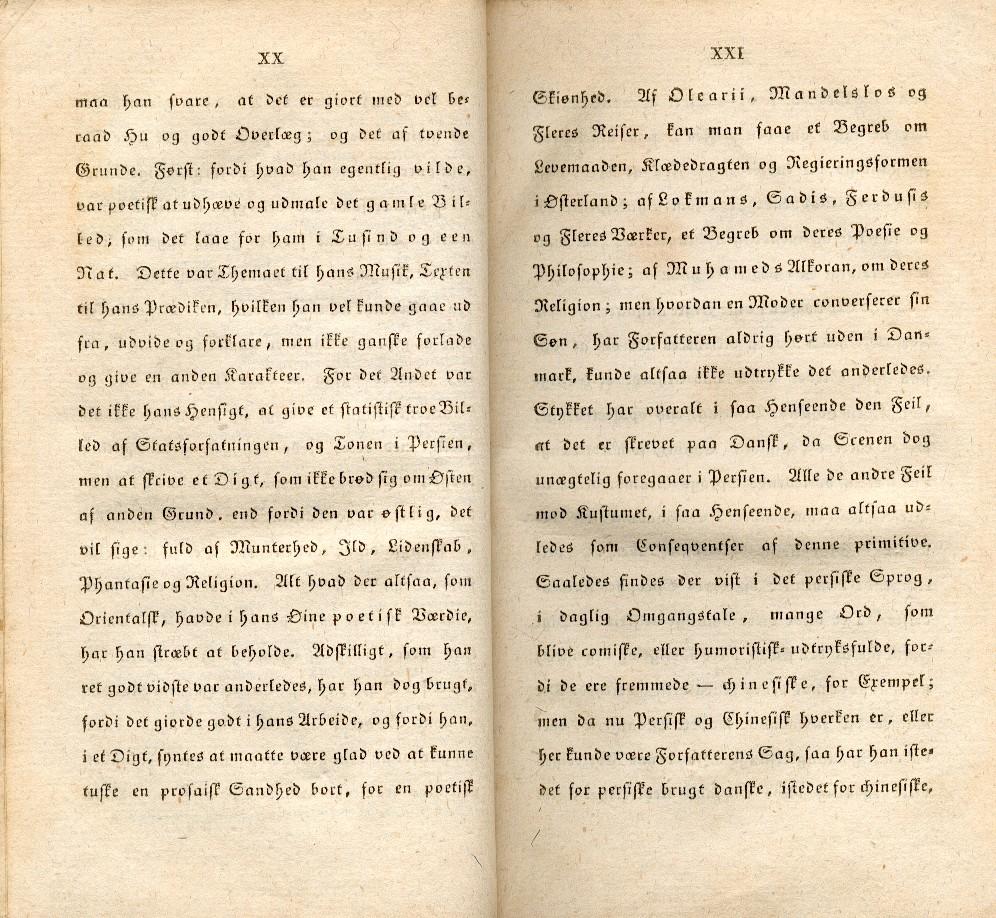 XX
maa han svare, at det er giort med vel be-
raad Hu og godt Overlæg; og det af tvende
Grunde. Først: fordi hvad han egentlig vilde,
var poetisk at udhæve og udmale det gamle Bil-
led, som det laae for ham i Tusind og een
Nat. Dette var Themaet til hans Musik, Texten
til hans Prædiken, hvilken han vel kunde gaae ud
fra, udvide og forklare, men ikke ganske forlade
og give en anden Karakteer. For det Andet var
det ikke hans Hensigt, at give et statistisk troe Bil-
led af Statsforfatningen, og Tonen i Persien,
men at skrive et Digt, som ikke brød sig om Østen
af anden Grund, end fordi den var østlig, det
vil sige: fuld af Munterhed, Ild, Lidenskab,
Phantasie og Religion. Alt hvad der altsaa, som
Orientalsk, havde i hans Øine poetisk Værdie,
har han stræbt at beholde. Adskilligt, som han
ret godt vidste var anderledes, har han dog brugt,
fordi det giorde godt i hans Arbeide, og fordi han,
i et Digt, syntes at maatte være glad ved at kunne
tuske en prosaisk Sandhed bort, for en poetisk
XXI
Skiønhed. Af Olearii, Mandelslos og
Fleres Reiser, kan man faae et Begreb om
Levemaaden, Klædedragten og Regieringsformen
i Østerland; af Lokmans, Sadis, Ferdusis
og Fleres Værker, et Begreb om deres Poesie og
Philosophie; af Muhameds Alkoran, om deres
Religion; men hvordan en Moder converserer sin
Søn, har Forfatteren aldrig hørt uden i Dan-
mark, kunde altsaa ikke udtrykke det anderledes.
Stykket har overalt i saa Henseende den Feil,
at det er skrevet paa Dansk, da Scenen dog
unægtelig foregaaer i Persien. Alle de andre Feil
mod Kustumet, i saa Henseende, maa altsaa ud-
ledes som Conseqventser af denne primitive.
Saaledes findes der vist i det persiske Sprog,
i daglig Omgangstale, mange Ord, som
blive comiske, eller humoristisk-udtryksfulde, for-
di de ere fremmede — chinesiske, for Exempel;
men da nu Persisk og Chinesisk hverken er, eller
her kunde være Forfatterens Sag, saa har han iste-
det for persiske brugt danske, istedet for chinesiske,